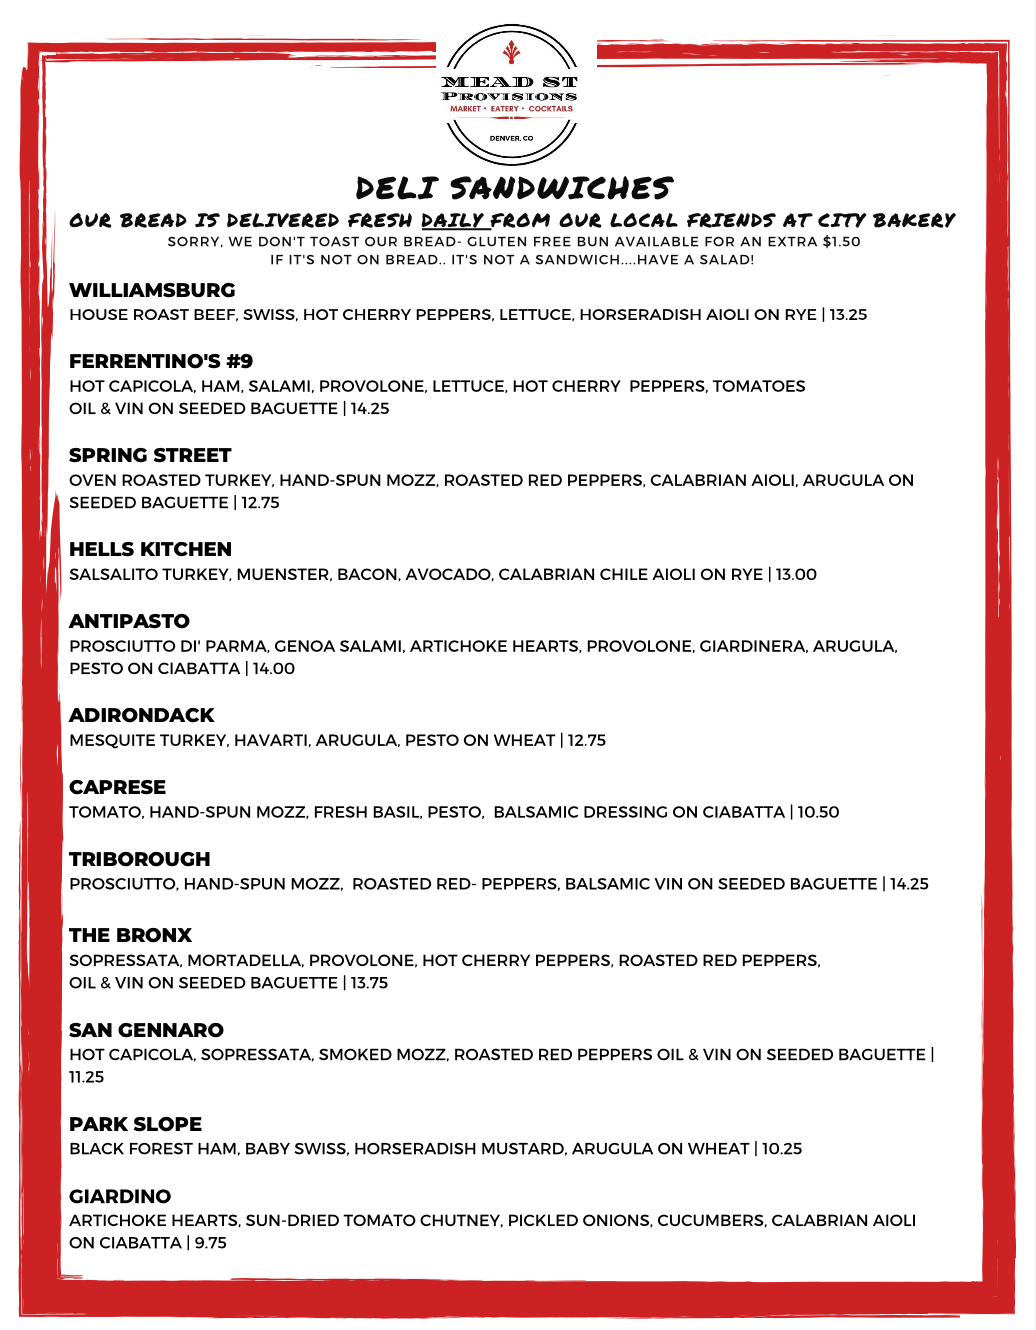 MEAD ST
PROVISIONS
MARKET • EATERY • COCKTAILS
DENVER, CO
DELI SANDWICHES
OUR BREAD IS DELIVERED FRESH DAILY FROM OUR LOCAL FRIENDS AT CITY BAKERY
SORRY, WE DON'T TOAST OUR BREAD- GLUTEN FREE BUN AVAILABLE FOR AN EXTRA $1.50
IF IT'S NOT ON BREAD.. IT'S NOT A SANDWICH....HAVE A SALAD!
WILLIAMSBURG
HOUSE ROAST BEEF, SWISS, HOT CHERRY PEPPERS, LETTUCE, HORSERADISH AIOLI ON RYE | 13.25
FERRENTINO'S #9
HOT CAPICOLA, HAM, SALAMI, PROVOLONE, LETTUCE, HOT CHERRY  PEPPERS, TOMATOES
OIL & VIN ON SEEDED BAGUETTE | 14.25
SPRING STREET
OVEN ROASTED TURKEY, HAND-SPUN MOZZ, ROASTED RED PEPPERS, CALABRIAN AIOLI, ARUGULA ON
SEEDED BAGUETTE | 12.75
HELLS KITCHEN
SALSALITO TURKEY, MUENSTER, BACON, AVOCADO, CALABRIAN CHILE AIOLI ON RYE | 13.00
ANTIPASTO
PROSCIUTTO DI' PARMA, GENOA SALAMI, ARTICHOKE HEARTS, PROVOLONE, GIARDINERA, ARUGULA,
PESTO ON CIABATTA | 14.00
ADIRONDACK
MESQUITE TURKEY, HAVARTI, ARUGULA, PESTO ON WHEAT | 12.75
CAPRESE
TOMATO, HAND-SPUN MOZZ, FRESH BASIL, PESTO,  BALSAMIC DRESSING ON CIABATTA | 10.50
TRIBOROUGH
PROSCIUTTO, HAND-SPUN MOZZ,  ROASTED RED- PEPPERS, BALSAMIC VIN ON SEEDED BAGUETTE | 14.25
THE BRONX
SOPRESSATA, MORTADELLA, PROVOLONE, HOT CHERRY PEPPERS, ROASTED RED PEPPERS,
OIL & VIN ON SEEDED BAGUETTE | 13.75
SAN GENNARO
HOT CAPICOLA, SOPRESSATA, SMOKED MOZZ, ROASTED RED PEPPERS OIL & VIN ON SEEDED BAGUETTE |
11.25
PARK SLOPE
BLACK FOREST HAM, BABY SWISS, HORSERADISH MUSTARD, ARUGULA ON WHEAT | 10.25
GIARDINO
ARTICHOKE HEARTS, SUN-DRIED TOMATO CHUTNEY, PICKLED ONIONS, CUCUMBERS, CALABRIAN AIOLI
ON CIABATTA | 9.75